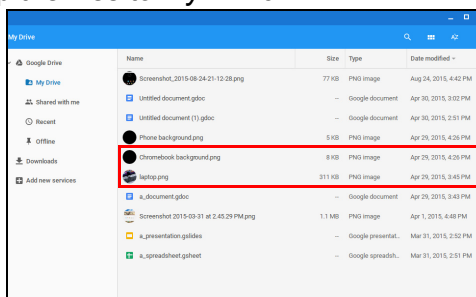 My Drive
Google Drive
My Drive
Shared with me
Recent
Offline
Downloads
Add new services
Name Size Type Date modified
Screenshot_2015-08-24-21-12-28.png 77 KB PNG image Aug 24, 2015, 4:42 PM
Untitled document.gdoc -- Google document Apr 30, 2015, 3:02 PM
Untitled document (1).gdoc -- Google document Apr 30, 2015, 2:51 PM
Phone background.png 5 KB PNG image Apr 29, 2015, 4:26 PM
Chromebook background.png 8 KB PNG image Apr 29, 2015, 4:26 PM
laptop.png 311 KB PNG image Apr 29, 2015, 3:45 PM
a_document.gdoc -- Google document Apr 29, 2015, 3:43 PM
Screenshot 2015-03-31 at 2.45.29 PM.png 1.1 MB PNG image Apr 1, 2015, 4:48 PM
a_presentation.gslides -- Google presentat... Mar 31, 2015, 2:52 PM
a_spreadsheet.gsheet -- Google spreadsh... Mar 31, 2015, 2:51 PM